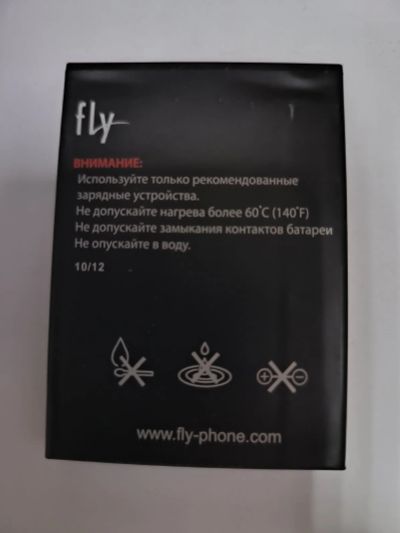 fly
ВНИМАНИЕ:
Используйте только рекомендованные
зарядные устройства.
Не допускайте нагрева более 60°C (140°F)
Не допускайте замыкания контактов батареи
Не опускайте в воду.
10/12
www.fly-phone.com